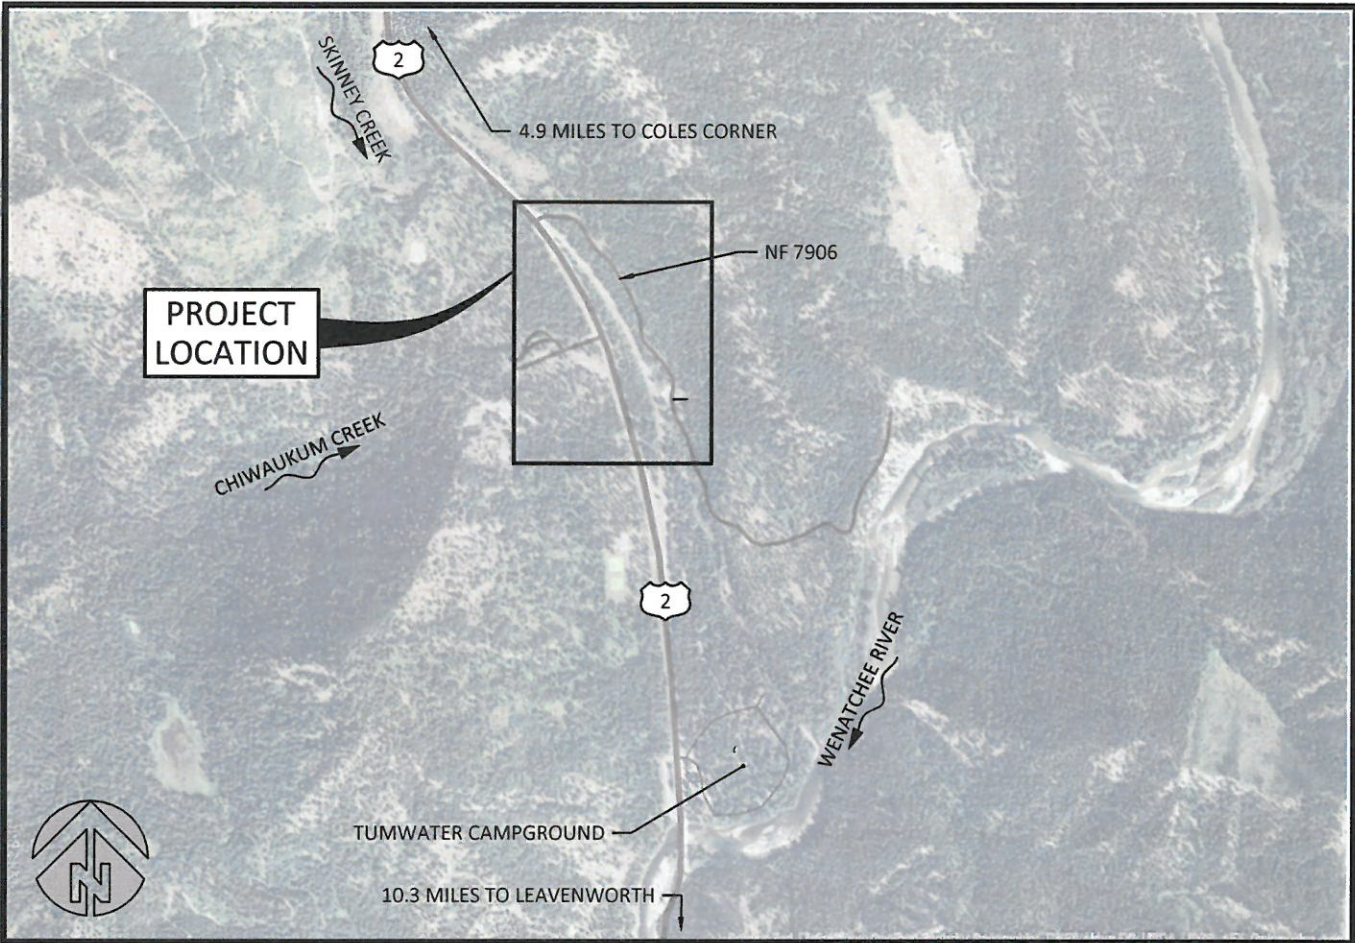 SKINNEY CREEK
2
4.9 MILES TO COLES CORNER
NF 7906
PROJECT
LOCATION
CHIWAUKUM CREEK
2
WENATCHEE RIVER
TUMWATER CAMPGROUND
10.3 MILES TO LEAVENWORTH
N